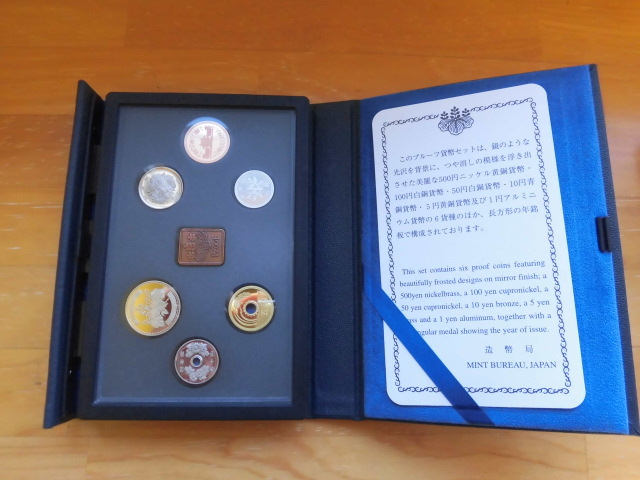 このプルーフ貨幣セットは、鏡のような
光沢を背景に、つや消しの模様を浮き出
させた美麗な500円ニッケル黄銅貨幣・
100円白銅貨幣・50円白銅貨幣・10円青
銅貨幣・5円黄銅貨幣及び1円アルミニ
ウム貨幣の6貨種のほか、長方形の年銘
板で構成されております。
This set contains six proof coins featuring
beautifully frosted designs on mirror finish; a
500yen nickelbrass, a 100 yen cupronickel, a
50 yen cupronickel, a 10 yen bronze, a 5 yen
and a 1 yen aluminum, together with a
medal showing the year of issue.
造幣局
MINT BUREAU, JAPAN